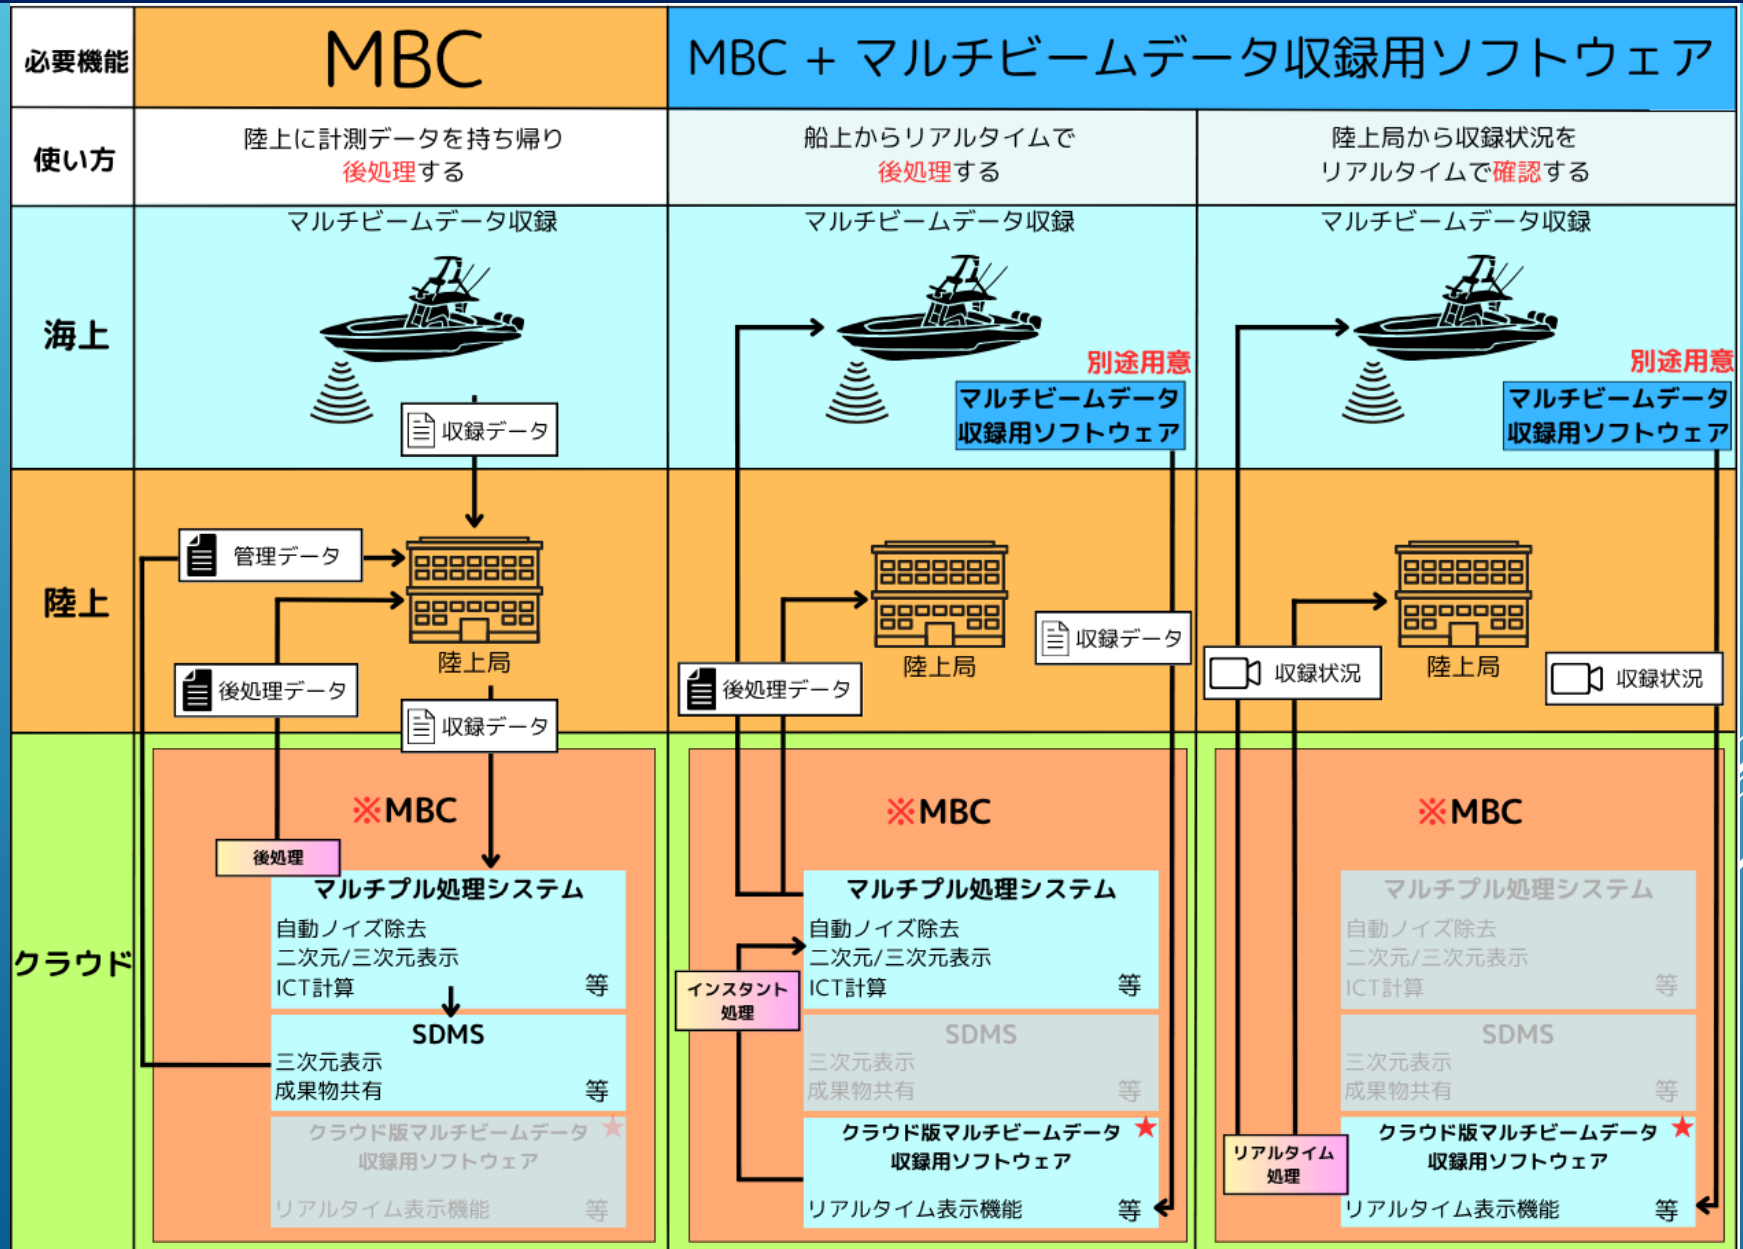 必要機能
MBC
MBC + マルチビームデータ収録用ソフトウェア
使い方
陸上に計測データを持ち帰り
後処理する
船上からリアルタイムで
後処理する
陸上局から収録状況を
リアルタイムで確認する
海上
マルチビームデータ収録
収録データ
マルチビームデータ収録
別途用意
マルチビームデータ
収録用ソフトウェア
マルチビームデータ収録
別途用意
マルチビームデータ
収録用ソフトウェア
陸上
管理データ
陸上局
後処理データ
収録データ
陸上局
収録データ
後処理データ
陸上局
収録状況
収録状況
クラウド
※MBC
後処理
マルチプル処理システム
自動ノイズ除去
二次元/三次元表示
ICT計算 等
SDMS
三次元表示
成果物共有 等
クラウド版マルチビームデータ ★
収録用ソフトウェア
リアルタイム表示機能 等
※MBC
マルチプル処理システム
自動ノイズ除去
二次元/三次元表示
ICT計算 等
インスタント
処理
SDMS
三次元表示
成果物共有 等
クラウド版マルチビームデータ ★
収録用ソフトウェア
リアルタイム表示機能 等
※MBC
マルチプル処理システム
自動ノイズ除去
二次元/三次元表示
ICT計算 等
SDMS
三次元表示
成果物共有 等
リアルタイム
処理
クラウド版マルチビームデータ ★
収録用ソフトウェア
リアルタイム表示機能 等